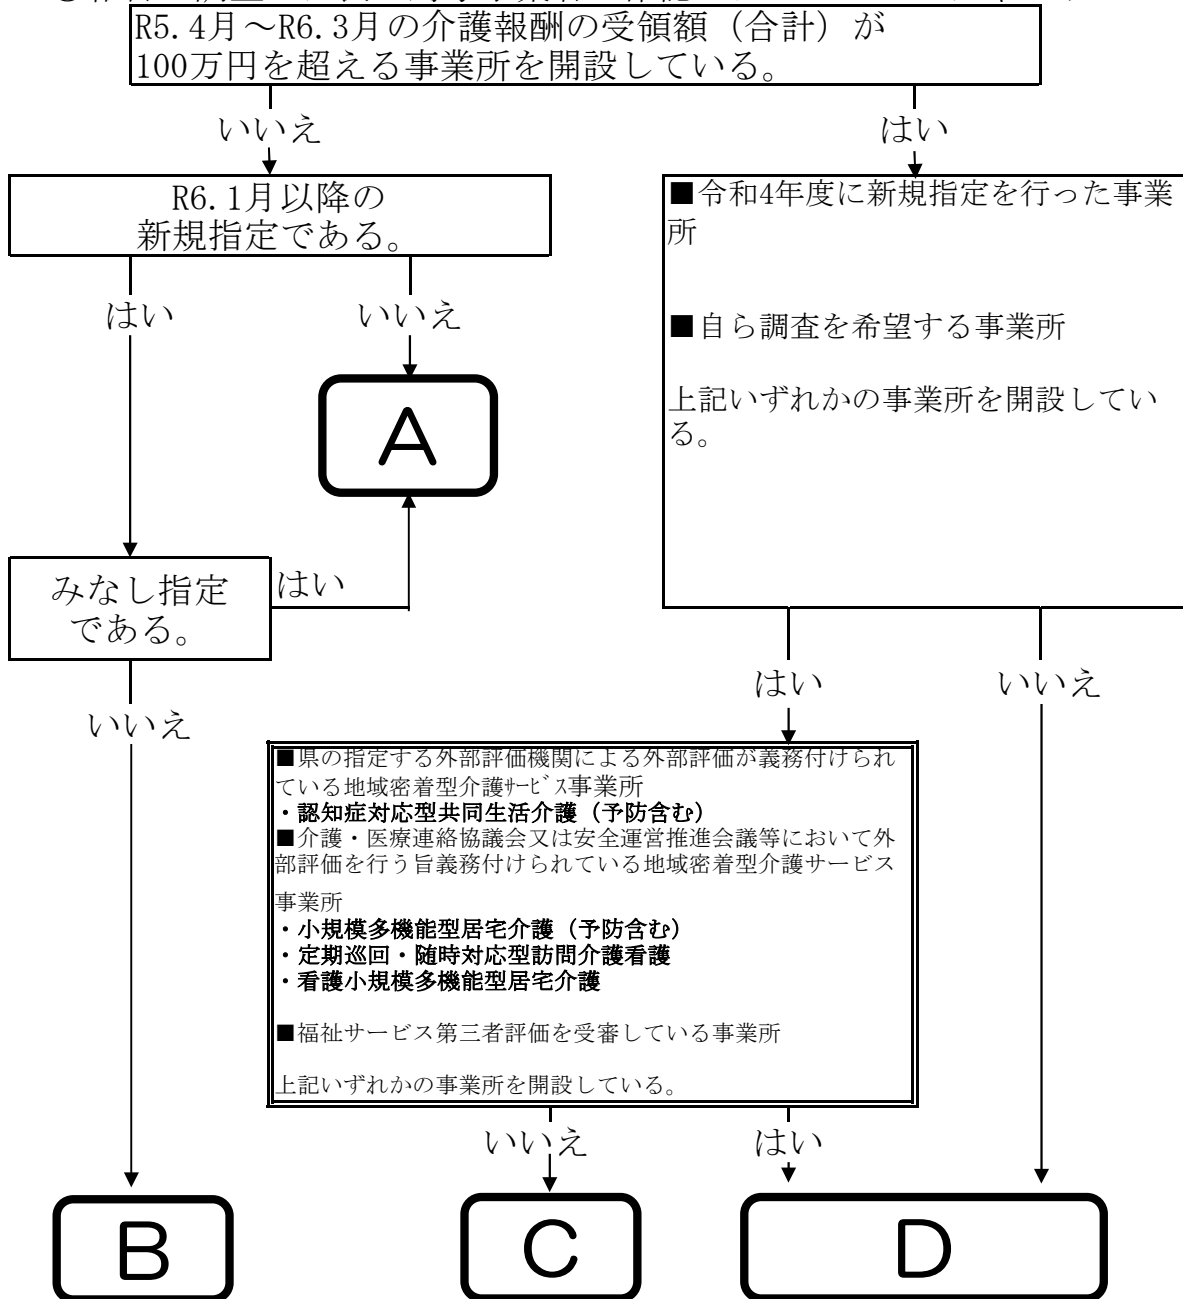 R5.4月～R6.3月の介護報酬の受領額（合計）が
100万円を超える事業所を開設している。
いいえ
はい
R6.1月以降の
新規指定である。
■令和4年度に新規指定を行った事業
所
■自ら調査を希望する事業所
上記いずれかの事業所を開設してい
る。
はい
いいえ
A
みなし指定
である。
はい
はい
いいえ
いいえ
■県の指定する外部評価機関による外部評価が義務付けられ
ている地域密着型介護ｻｰﾋﾞｽ事業所
・認知症対応型共同生活介護（予防含む）
■介護・医療連絡協議会又は安全運営推進会議等において外
部評価を行う旨義務付けられている地域密着型介護サービス
事業所
・小規模多機能型居宅介護（予防含む）
・定期巡回・随時対応型訪問介護看護
・看護小規模多機能型居宅介護
■福祉サービス第三者評価を受審している事業所
上記いずれかの事業所を開設している。
いいえ
はい
B
C
D